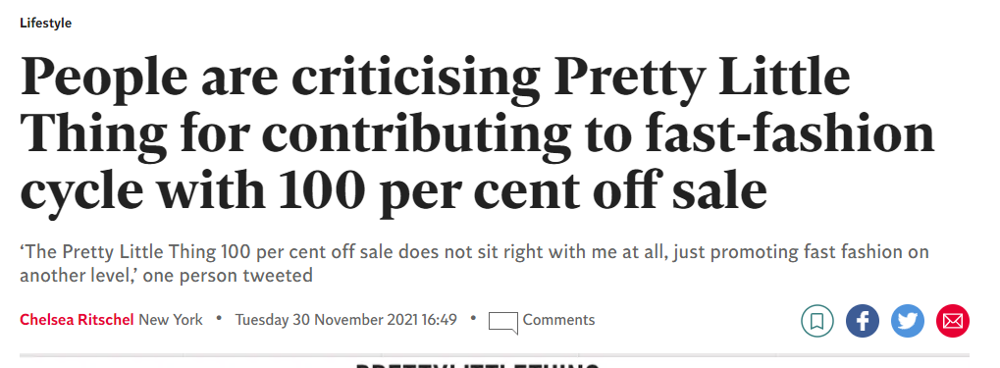 Lifestyle
People are criticising Pretty Little
Thing for contributing to fast-fashion
cycle with 100 per cent off sale
‘The Pretty Little Thing 100 per cent off sale does not sit right with me at all, just promoting fast fashion on
another level,’ one person tweeted
Chelsea Ritschel New York • Tuesday 30 November 2021 16:49 • Comments
PRETTYLITTLETHING